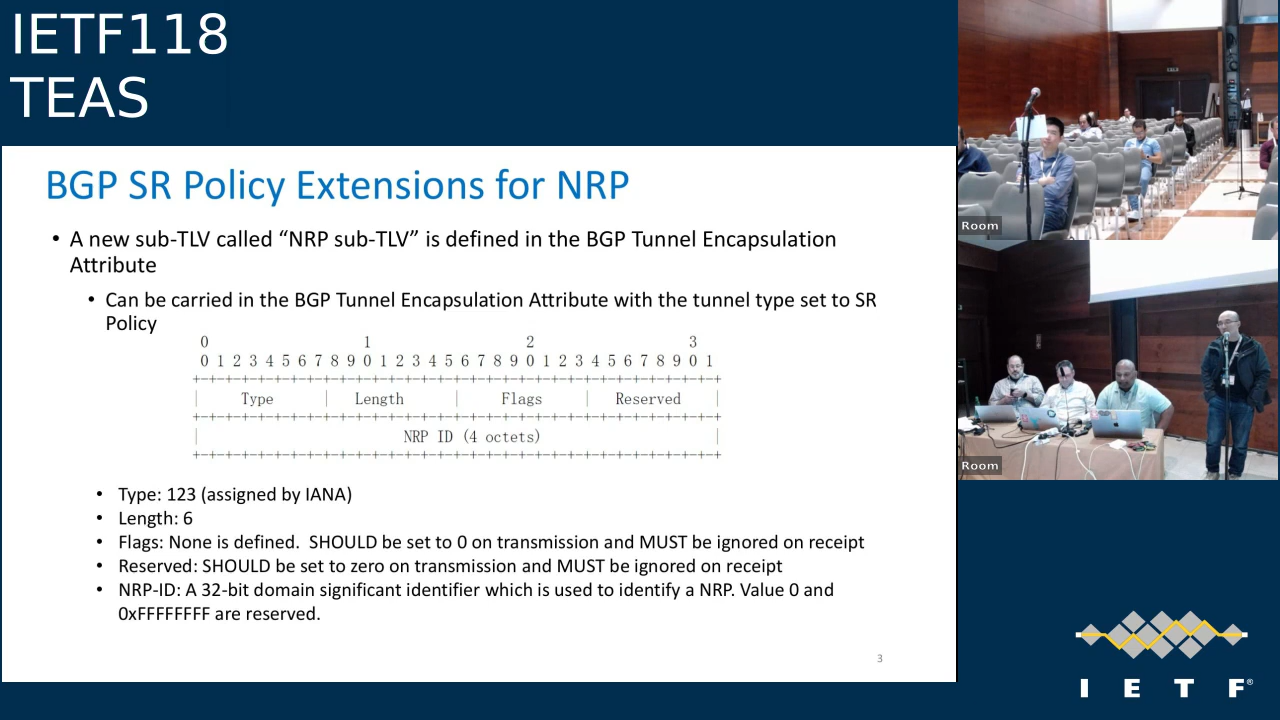 IETF118
TEAS
BGP SR Policy Extensions for NRP
• A new sub-TLV called “NRP sub-TLV” is defined in the BGP Tunnel Encapsulation
Attribute
• Can be carried in the BGP Tunnel Encapsulation Attribute with the tunnel type set to SR
Policy
0 1 2 3
0 1 2 3 4 5 6 7 8 9 0 1 2 3 4 5 6 7 8 9 0 1 2 3 4 5 6 7 8 9 0 1
+-+-+-+-+-+-+-+-+-+-+-+-+-+-+-+-+-+-+-+-+-+-+-+-+-+-+-+-+-+-+-+-+
| Type | Length | Flags | Reserved |
+-+-+-+-+-+-+-+-+-+-+-+-+-+-+-+-+-+-+-+-+-+-+-+-+-+-+-+-+-+-+-+-+
| NRP ID (4 octets) |
+-+-+-+-+-+-+-+-+-+-+-+-+-+-+-+-+-+-+-+-+-+-+-+-+-+-+-+-+-+-+-+-+
• Type: 123 (assigned by IANA)
• Length: 6
• Flags: None is defined. SHOULD be set to 0 on transmission and MUST be ignored on receipt
• Reserved: SHOULD be set to zero on transmission and MUST be ignored on receipt
• NRP-ID: A 32-bit domain significant identifier which is used to identify a NRP. Value 0 and
0xFFFFFFFF are reserved.
3
Room
Room
I E T F®